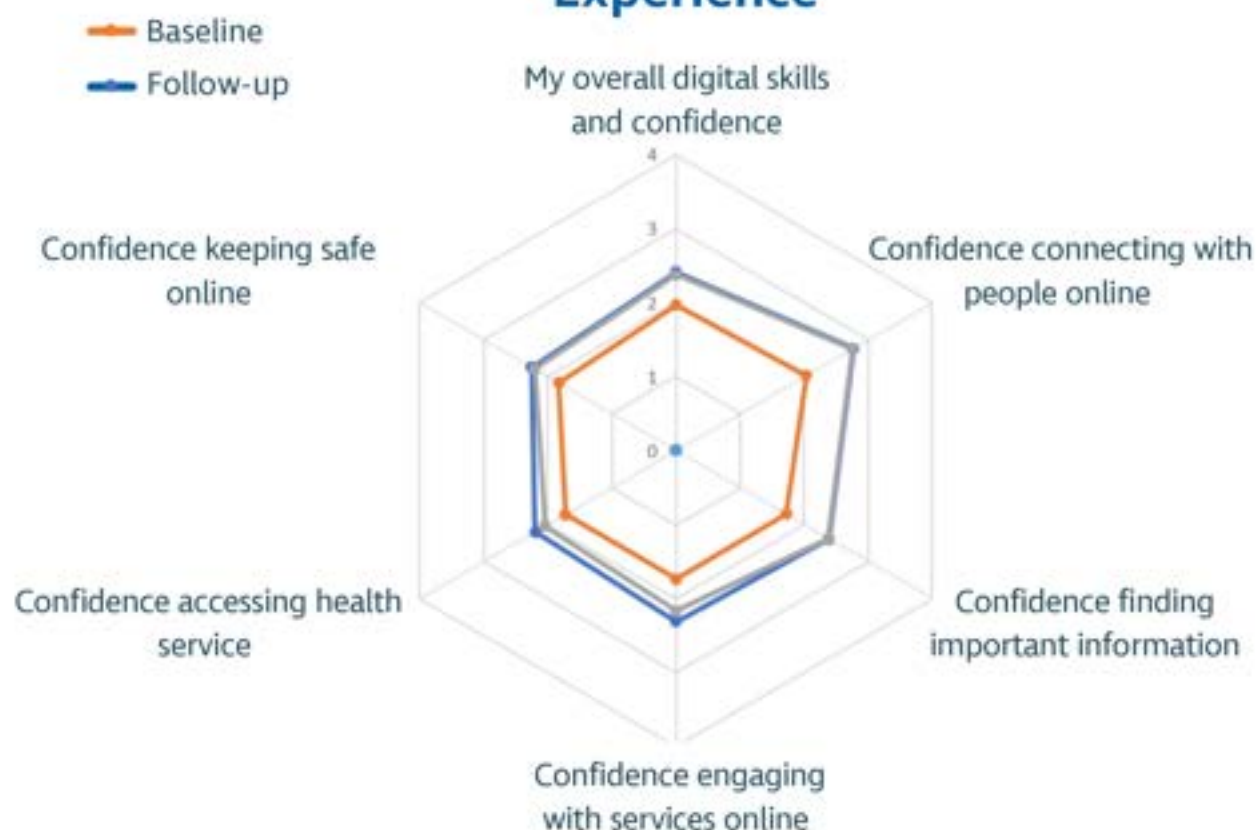 Experience
Baseline
Follow-up
My overall digital skills
and confidence
4
3
2
1
0
Confidence keeping safe
online
Confidence connecting with
people online
Confidence accessing health
service
Confidence finding
important information
Confidence engaging
with services online